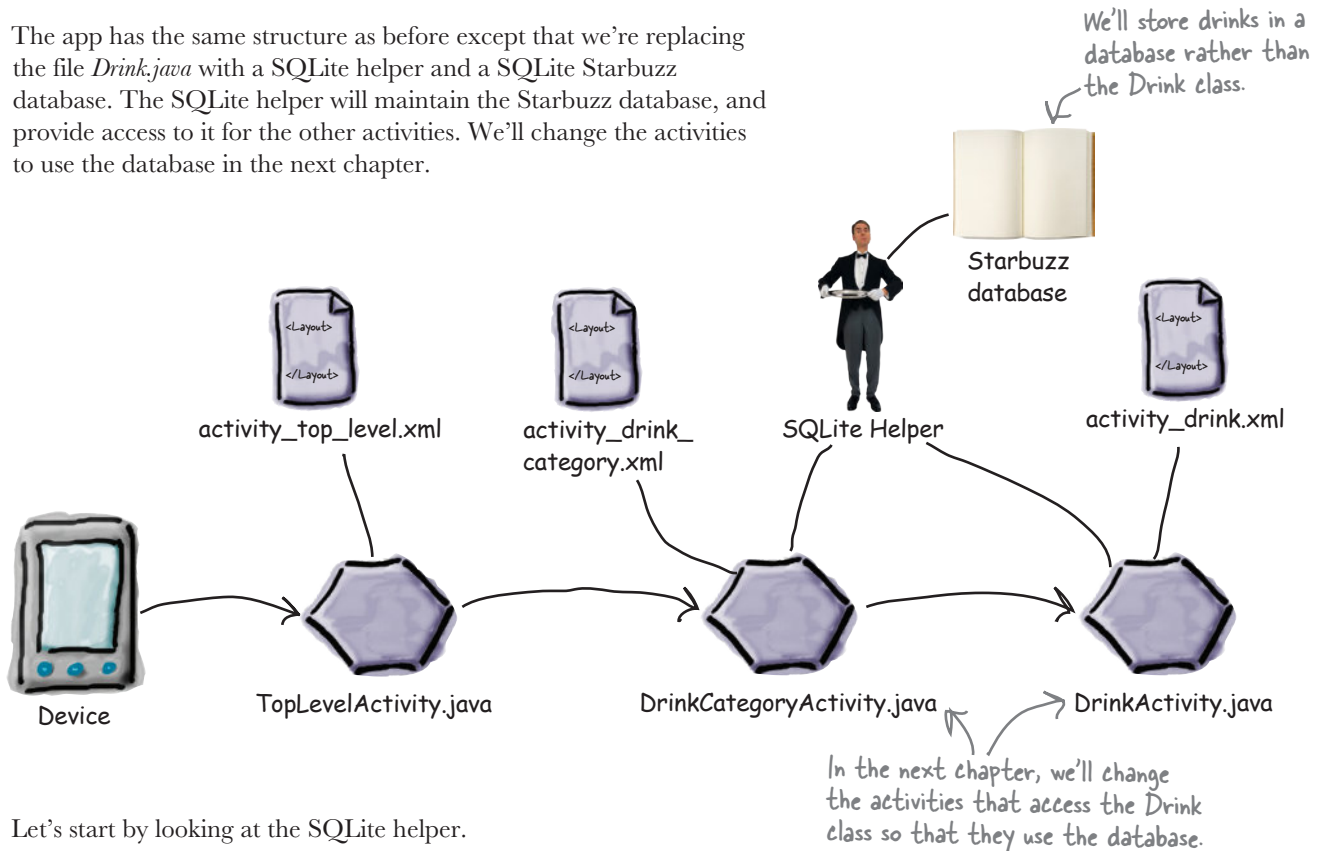 The app has the same structure as before except that we’re replacing
the file Drink.java with a SQLite helper and a SQLite Starbuzz
database. The SQLite helper will maintain the Starbuzz database, and
provide access to it for the other activities. We’ll change the activities
to use the database in the next chapter.
We’ll store drinks in a
database rather than
the Drink class.
Starbuzz
database
<Layout>
</Layout>
activity_top_level.xml
<Layout>
</Layout>
activity_drink_
category.xml
SQLite Helper
<Layout>
</Layout>
activity_drink.xml
Device
TopLevelActivity.java
DrinkCategoryActivity.java
DrinkActivity.java
In the next chapter, we’ll change
the activities that access the Drink
class so that they use the database.
Let’s start by looking at the SQLite helper.